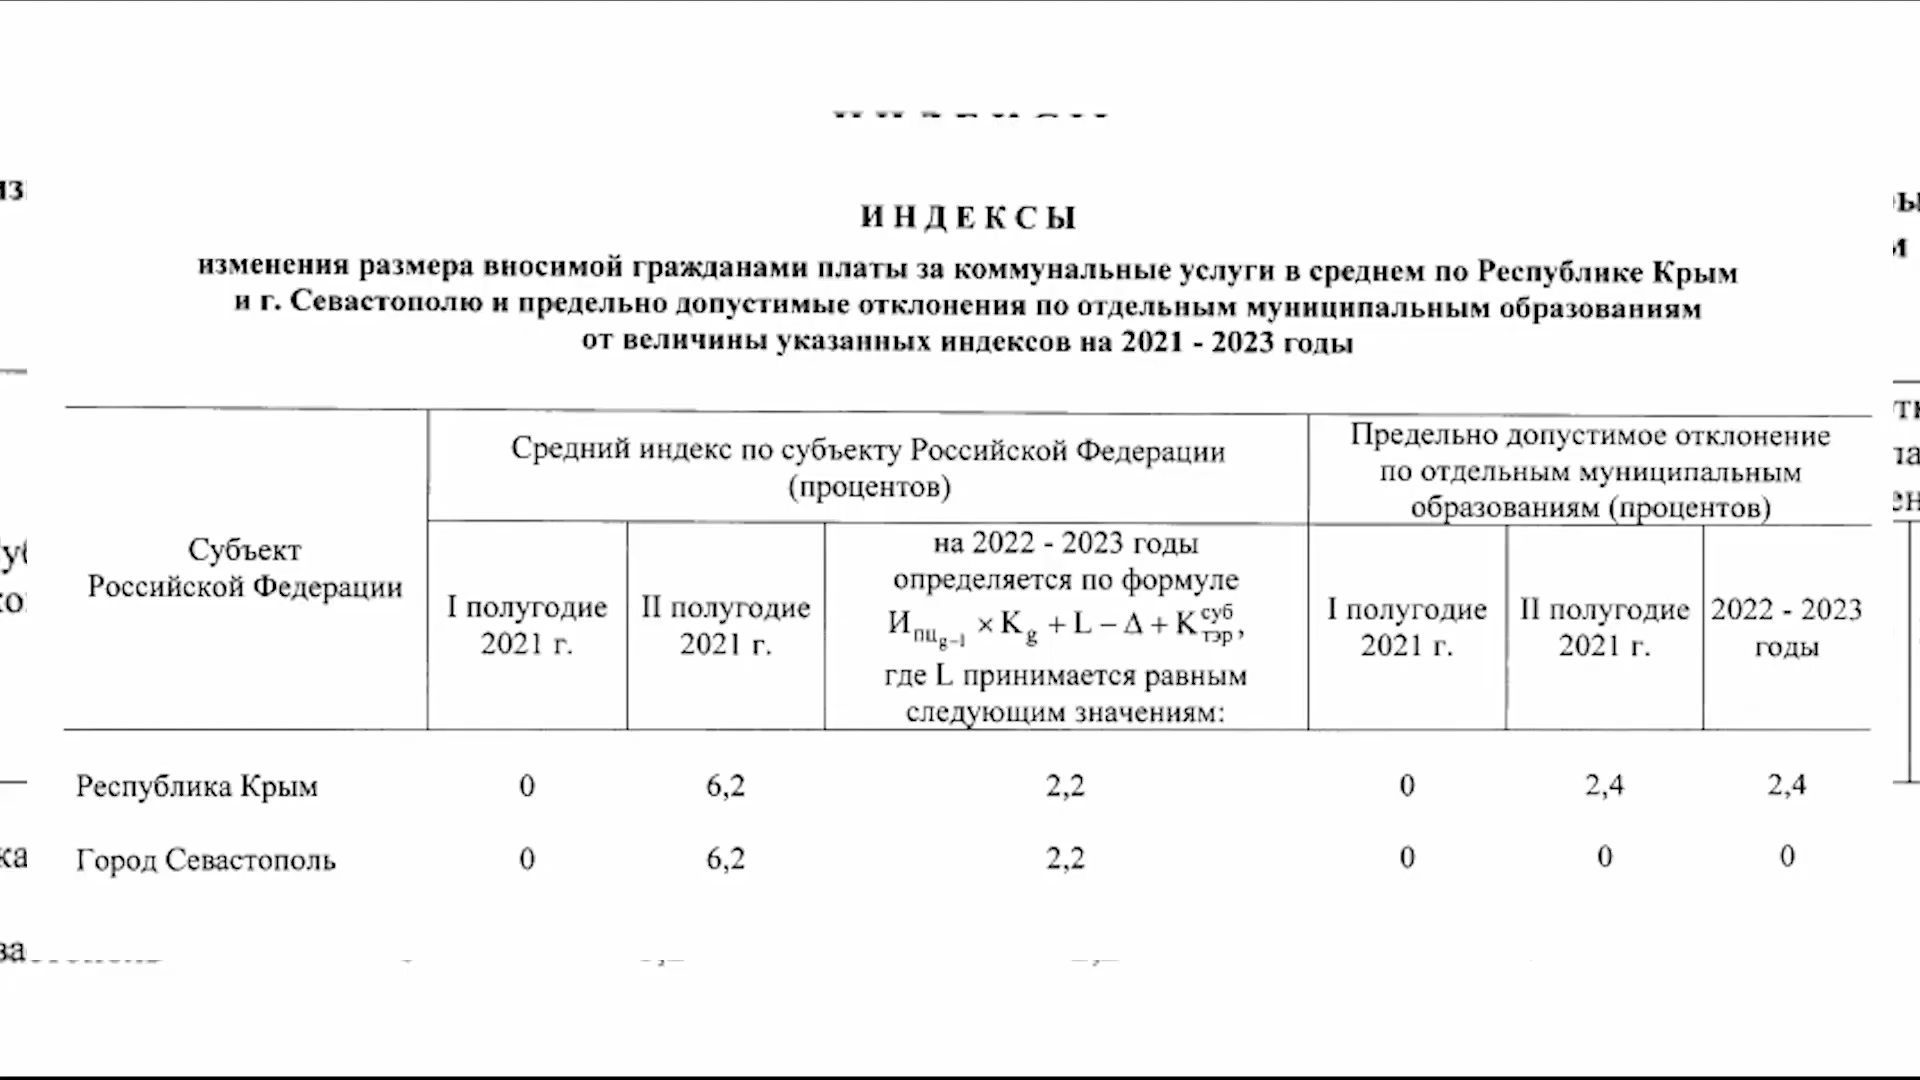 ИНДЕКСЫ
изменения размера вносимой гражданами платы за коммунальные услуги в среднем по Республике Крым
и г. Севастополю и предельно допустимые отклонения по отдельным муниципальным образованиям
от величины указанных индексов на 2021 - 2023 годы
Субъект
Российской Федерации
Средний индекс по субъекту Российской Федерации
(процентов)
Предельно допустимое отклонение
по отдельным муниципальным
образованиям (процентов)
I полугодие
2021 г.
II полугодие
2021 г.
на 2022 - 2023 годы
определяется по формуле
И пц g–1 × K g + L – Δ + K суб тэр ,
где L принимается равным
следующим значениям:
I полугодие
2021 г.
II полугодие
2021 г.
2022 - 2023
годы
Республика Крым 0 6,2 2,2 0 2,4 2,4
Город Севастополь 0 6,2 2,2 0 0 0